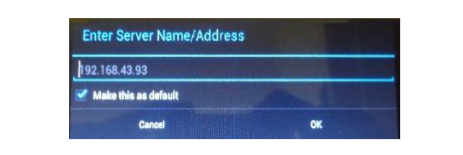 Enter Server Name/Address
192.168.43.93
Make this as default
Cancel OK